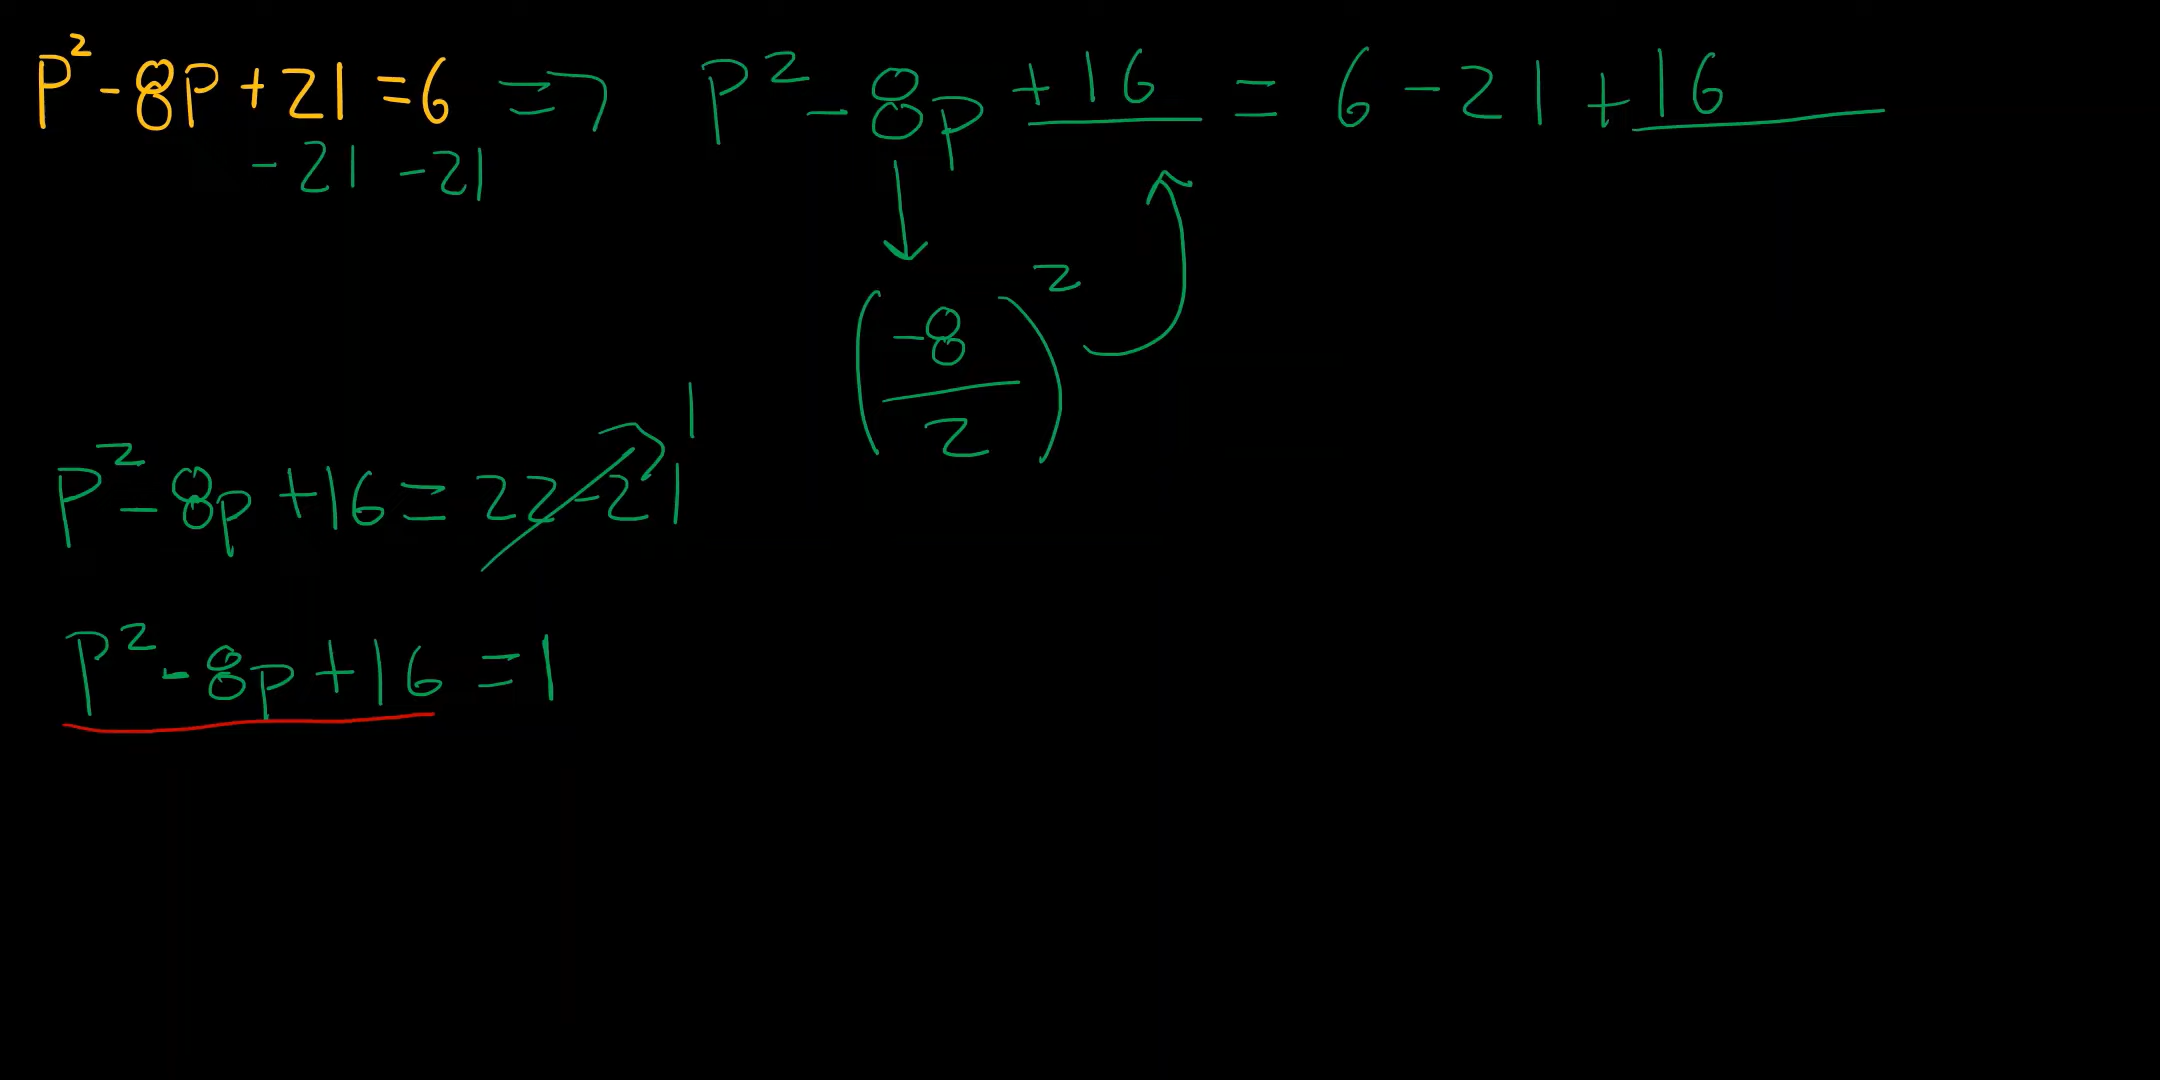 P² - 8p + 21 = 6 => P² - 8p + 16 = 6 - 21 + 16
- 21 - 21
(-8/2)²
P² - 8p + 16 = 22 - 21 1
P² - 8p + 16 = 1